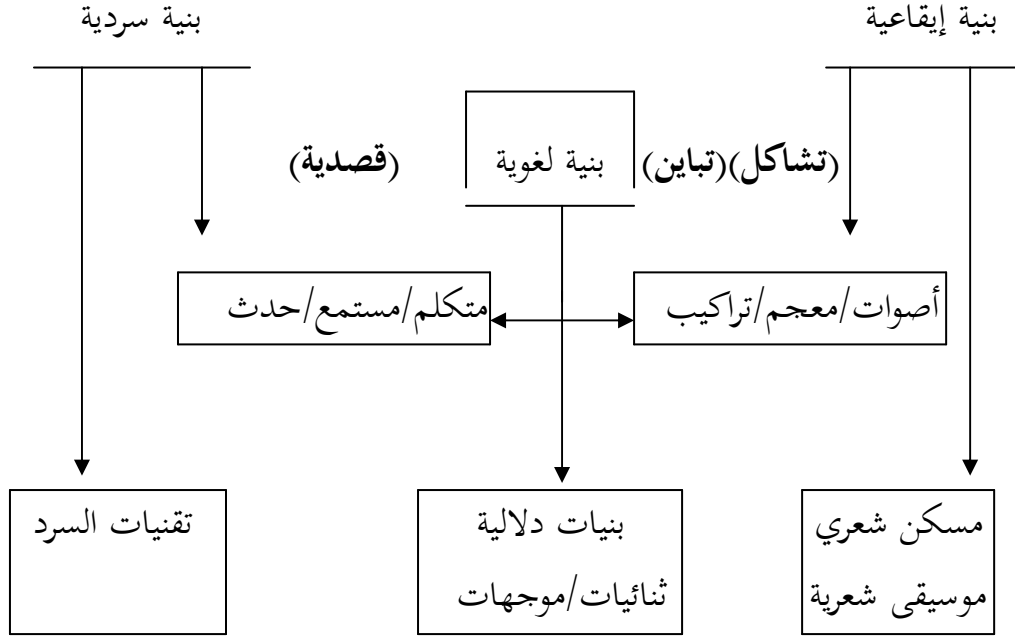 بنية إيقاعية
بنية سردية
(تشاكل)(تباين)
بنية لغوية
(قصدية)
أصوات/معجم/تراكيب
متكلم/مستمع/حدث
مسكن شعري
موسيقى شعرية
بنيات دلالية
ثنائيات/موجهات
تقنيات السرد